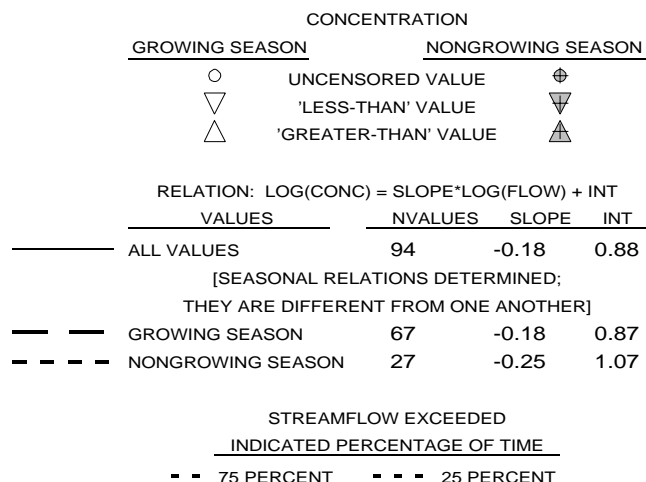 CONCENTRATION
GROWING SEASON NONGROWING SEASON
UNCENSORED VALUE
'LESS-THAN' VALUE
'GREATER-THAN' VALUE
RELATION: LOG(CONC) = SLOPE*LOG(FLOW) + INT
VALUES NVALUES SLOPE INT
ALL VALUES 94 -0.18 0.88
[SEASONAL RELATIONS DETERMINED;
THEY ARE DIFFERENT FROM ONE ANOTHER]
GROWING SEASON 67 -0.18 0.87
NONGROWING SEASON 27 -0.25 1.07
STREAMFLOW EXCEEDED
INDICATED PERCENTAGE OF TIME
75 PERCENT 25 PERCENT